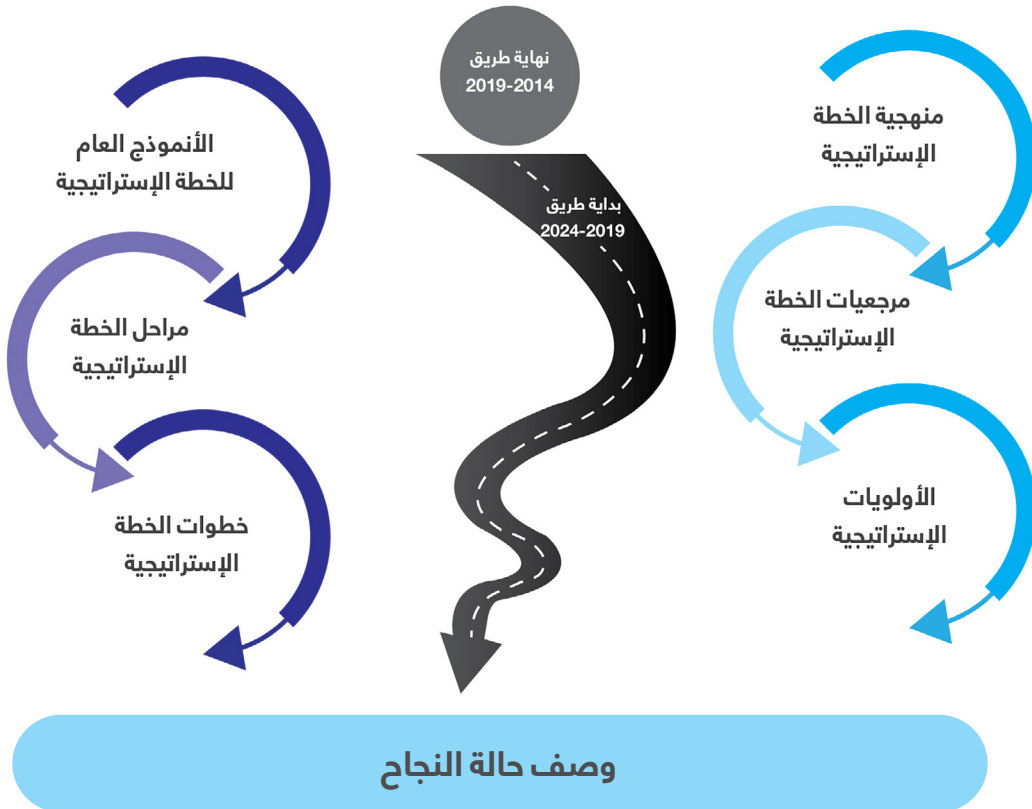 نهاية طريق
2019-2014
بداية طريق
2024-2019
منهجية الخطة
الإستراتيجية
مرجعيات الخطة
الإستراتيجية
الأولويات
الإستراتيجية
الأنموذج العام
للخطة الإستراتيجية
مراحل الخطة
الإستراتيجية
خطوات الخطة
الإستراتيجية
وصف حالة النجاح